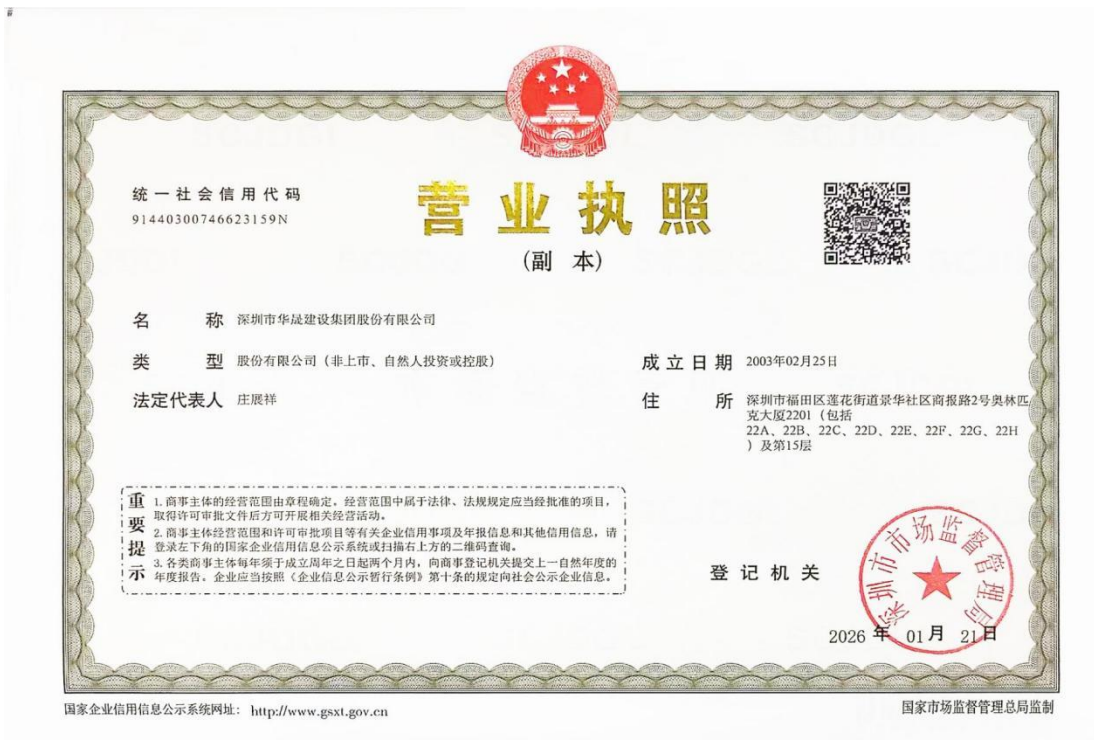 统一社会信用代码
91440300746623159N
营业执照
(副 本)
名 称 深圳市华晟建设集团股份有限公司
类 型 股份有限公司（非上市、自然人投资或控股）
法定代表人 庄展祥
成立日期 2003年02月25日
住 所 深圳市福田区莲花街道景华社区商报路2号奥林匹
克大厦2201（包括
22A、22B、22C、22D、22E、22F、22G、22H
）及第15层
重要提示
1. 商事主体的经营范围由章程确定。经营范围中属于法律、法规规定应当经批准的项目，
取得许可审批文件后方可开展相关经营活动。
2. 商事主体经营范围和许可审批项目等有关企业信用事项及年报信息和其他信用信息，请
登录左下角的国家企业信用信息公示系统或扫描右上方的二维码查询。
3. 各类商事主体每年须于成立周年之日起两个月内，向商事登记机关提交上一自然年度的
年度报告。企业应当按照《企业信息公示暂行条例》第十条的规定向社会公示企业信息。
登记机关
深圳市市场监督管理局
2026 年 01 月 21 日
国家企业信用信息公示系统网址： http://www.gsxt.gov.cn
国家市场监督管理总局监制